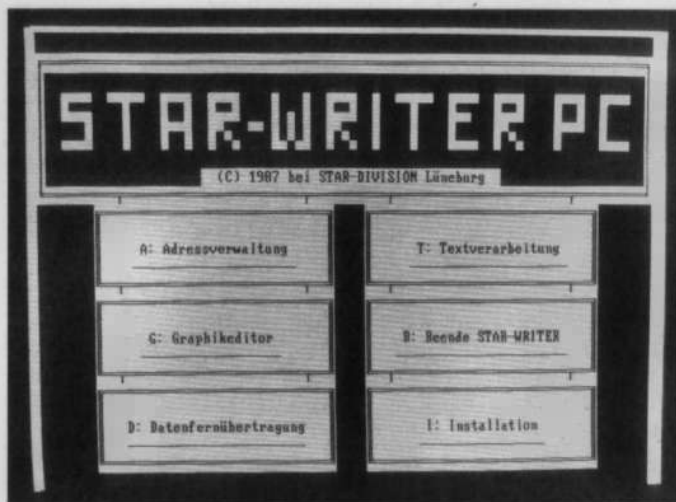 STAR-WRITER PC
(C) 1987 bei STAR-DIVISION Lüneburg
A: Adressverwaltung
T: Textverarbeitung
G: Graphikeditor
B: Beende STAR-WRITER
D: Datenfernübertragung
I: Installation